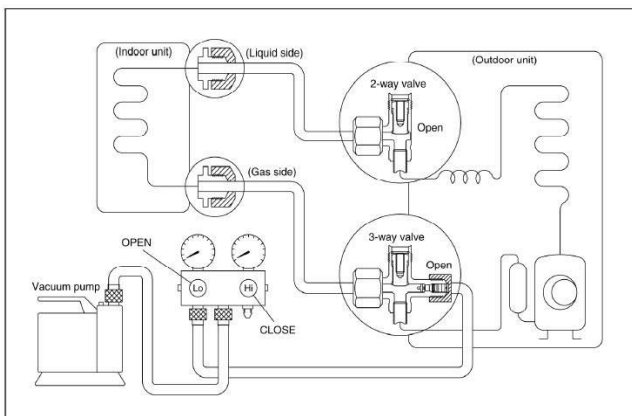 (Indoor unit)
(Liquid side)
(Outdoor unit)
2-way valve
Open
(Gas side)
3-way valve
Open
OPEN
Lo
Hi
CLOSE
Vacuum pump